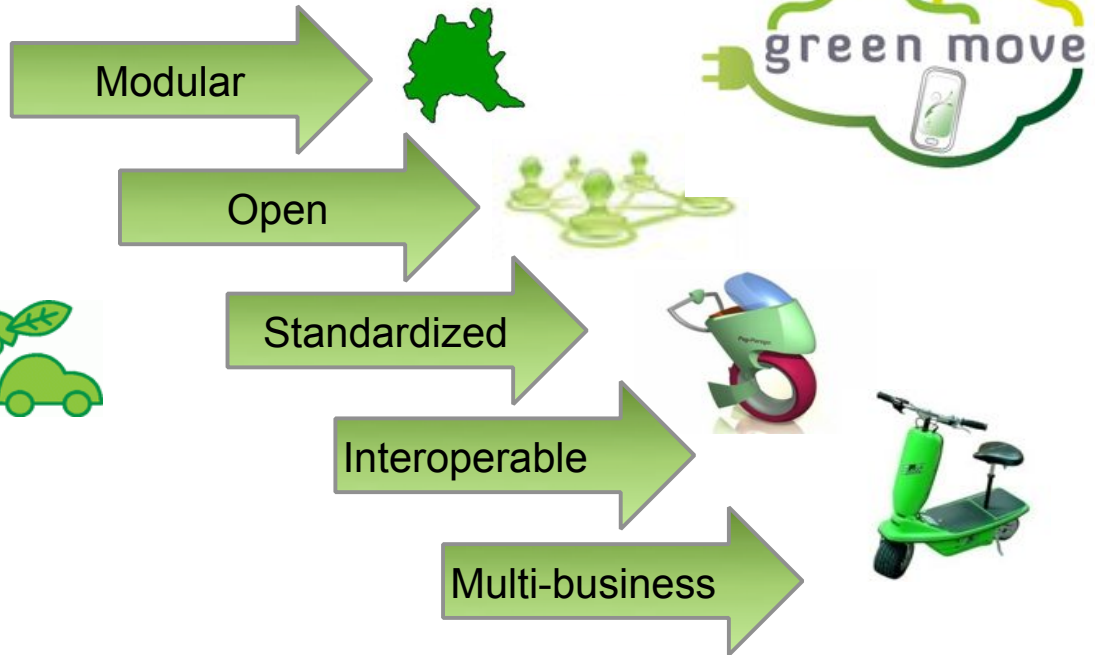 green move
Modular
Open
Standardized
Interoperable
Multi-business